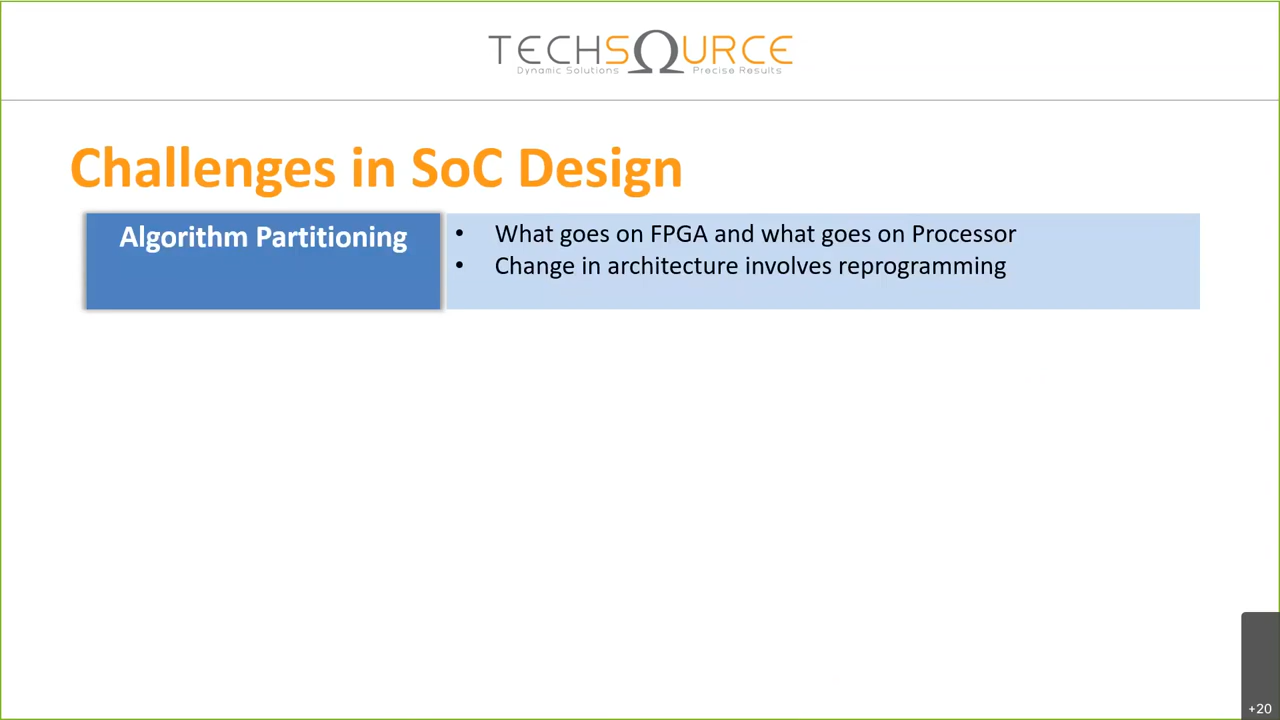 TECHSOURCE
Dynamic Solutions Precise Results
Challenges in SoC Design
Algorithm Partitioning
• What goes on FPGA and what goes on Processor
• Change in architecture involves reprogramming
+20